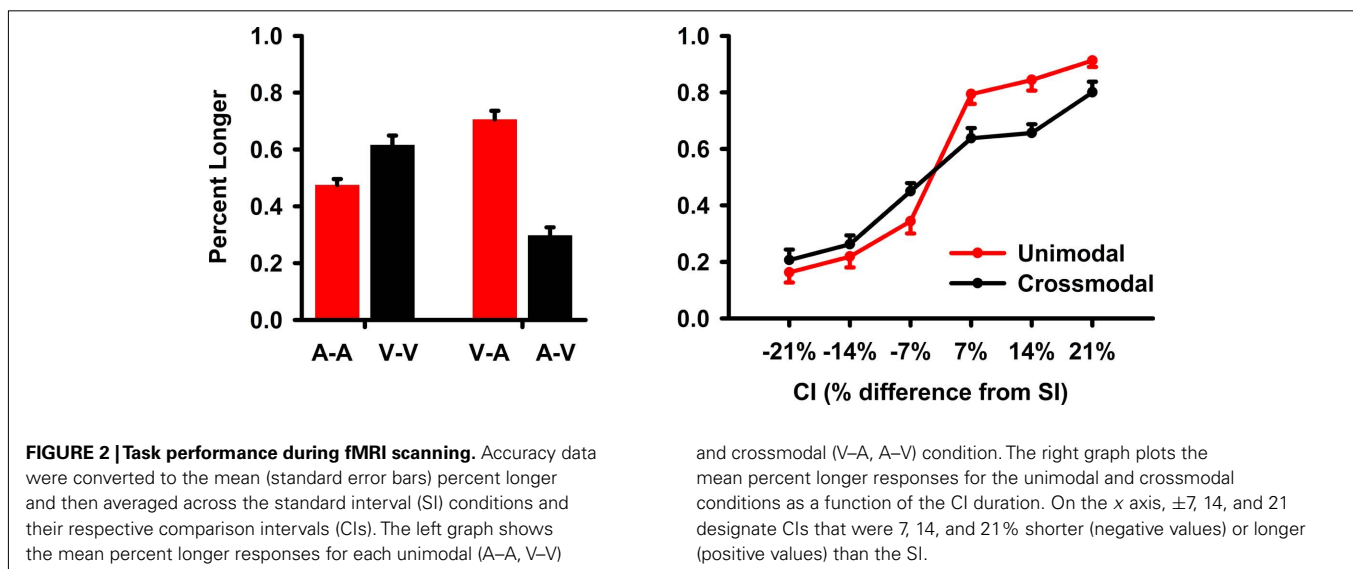 1.0
0.8
0.6
0.4
0.2
0.0
Percent Longer
A-A
V-V
V-A
A-V
1.0
0.8
0.6
0.4
0.2
0.0
Unimodal
Crossmodal
-21%
-14%
-7%
7%
14%
21%
CI (% difference from SI)
FIGURE 2 | Task performance during fMRI scanning. Accuracy data
were converted to the mean (standard error bars) percent longer
and then averaged across the standard interval (SI) conditions and
their respective comparison intervals (CIs). The left graph shows
the mean percent longer responses for each unimodal (A–A, V–V)
and crossmodal (V–A, A–V) condition. The right graph plots the
mean percent longer responses for the unimodal and crossmodal
conditions as a function of the CI duration. On the x axis, ±7, 14, and 21
designate CIs that were 7, 14, and 21% shorter (negative values) or longer
(positive values) than the SI.